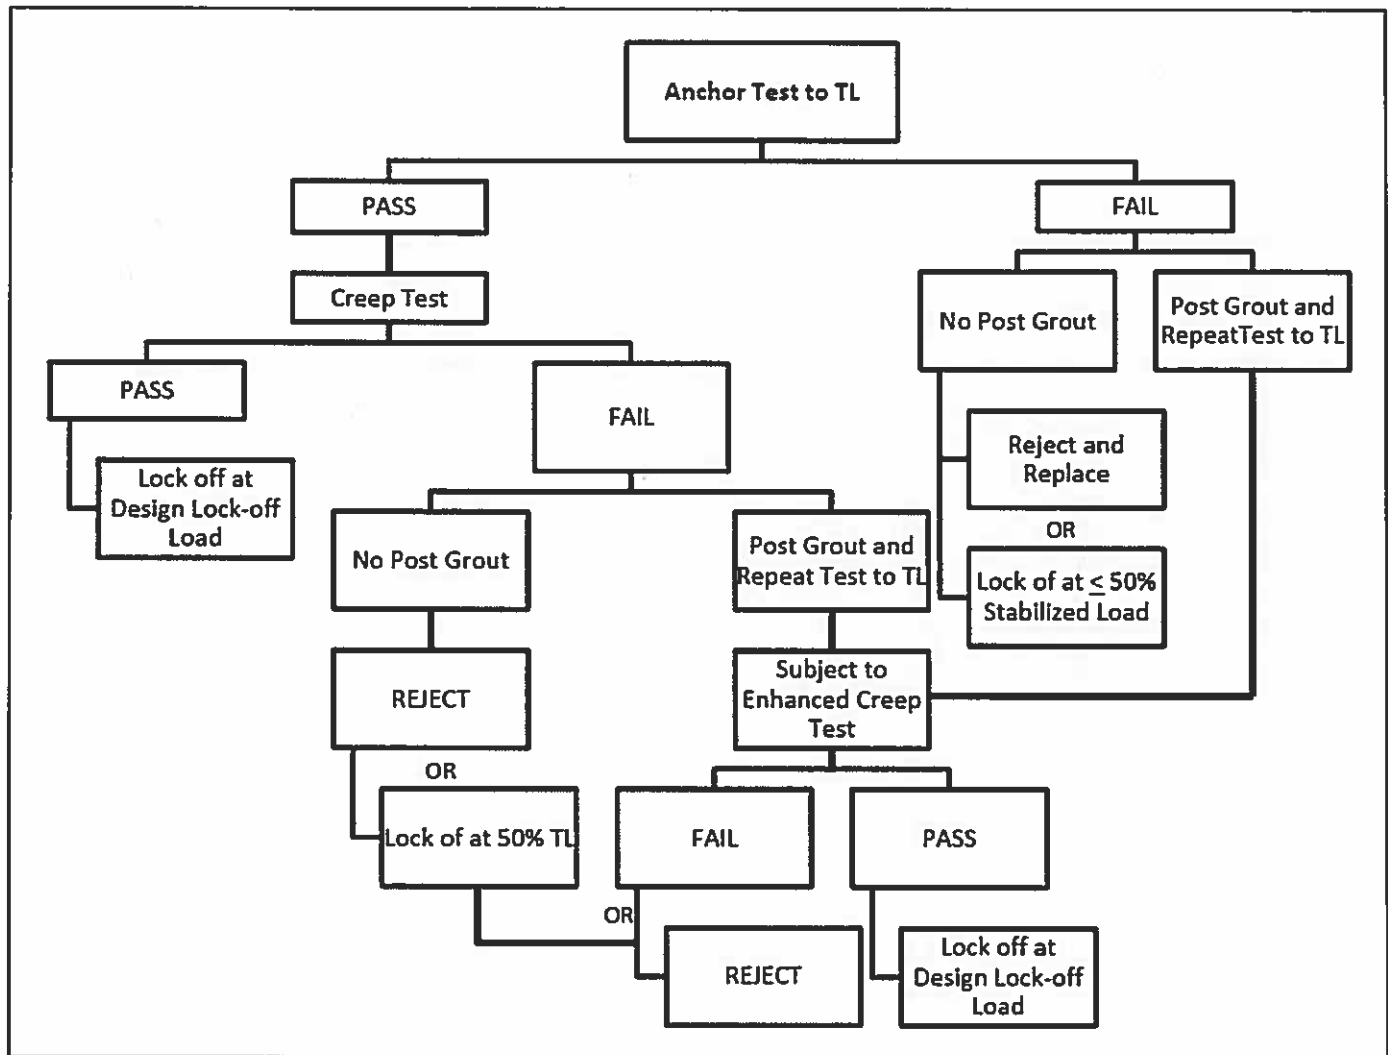 Anchor Test to TL
PASS
FAIL
Creep Test
No Post Grout
Post Grout and
RepeatTest to TL
PASS
FAIL
Reject and
Replace
OR
Lock of at ≤ 50%
Stabilized Load
Lock off at
Design Lock-off
Load
No Post Grout
Post Grout and
Repeat Test to TL
REJECT
Subject to
Enhanced Creep
Test
OR
Lock of at 50% TL
FAIL
PASS
OR
REJECT
Lock off at
Design Lock-off
Load